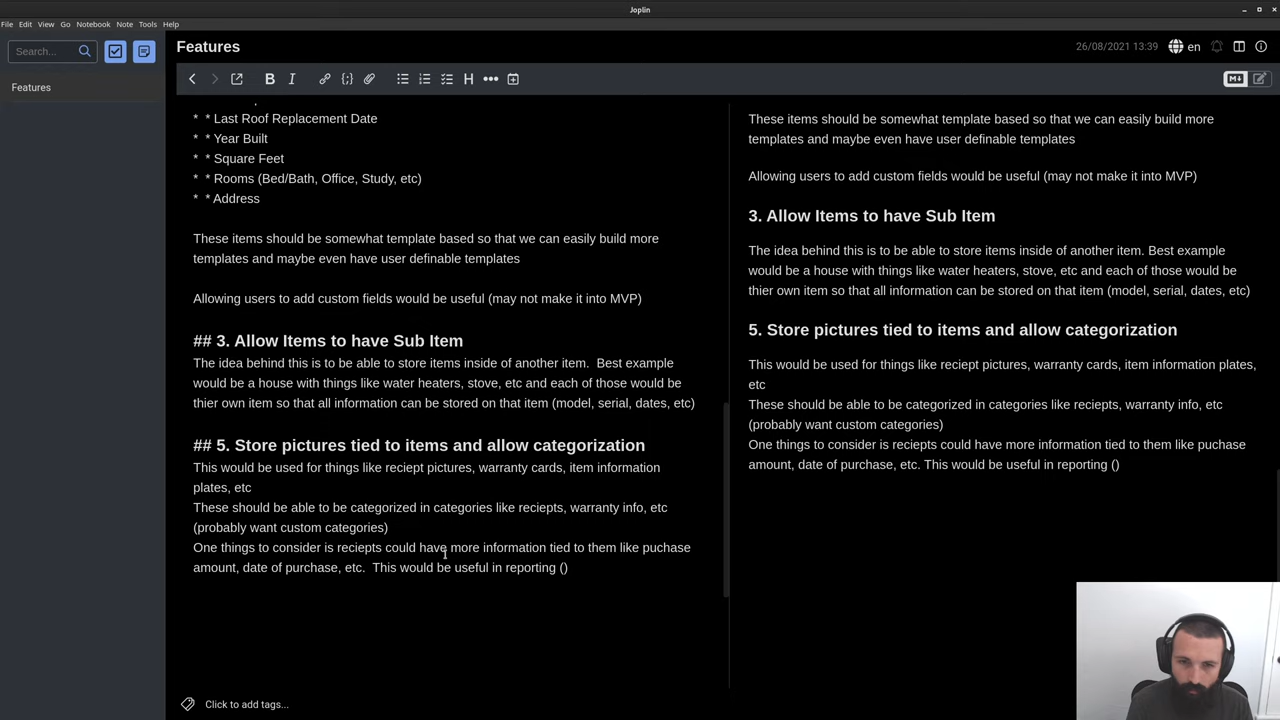 Joplin
File Edit View Go Notebook Note Tools Help
Search...
Features
Features
26/08/2021 13:39
en
B I
H
M
* * Last Roof Replacement Date
* * Year Built
* * Square Feet
* * Rooms (Bed/Bath, Office, Study, etc)
* * Address
These items should be somewhat template based so that we can easily build more
templates and maybe even have user definable templates
Allowing users to add custom fields would be useful (may not make it into MVP)
## 3. Allow Items to have Sub Item
The idea behind this is to be able to store items inside of another item.  Best example
would be a house with things like water heaters, stove, etc and each of those would be
thier own item so that all information can be stored on that item (model, serial, dates, etc)
## 5. Store pictures tied to items and allow categorization
This would be used for things like reciept pictures, warranty cards, item information
plates, etc
These should be able to be categorized in categories like reciepts, warranty info, etc
(probably want custom categories)
One things to consider is reciepts could have more information tied to them like puchase
amount, date of purchase, etc.  This would be useful in reporting ()
These items should be somewhat template based so that we can easily build more
templates and maybe even have user definable templates
Allowing users to add custom fields would be useful (may not make it into MVP)
3. Allow Items to have Sub Item
The idea behind this is to be able to store items inside of another item. Best example
would be a house with things like water heaters, stove, etc and each of those would be
thier own item so that all information can be stored on that item (model, serial, dates, etc)
5. Store pictures tied to items and allow categorization
This would be used for things like reciept pictures, warranty cards, item information plates,
etc
These should be able to be categorized in categories like reciepts, warranty info, etc
(probably want custom categories)
One things to consider is reciepts could have more information tied to them like puchase
amount, date of purchase, etc. This would be useful in reporting ()
Click to add tags...